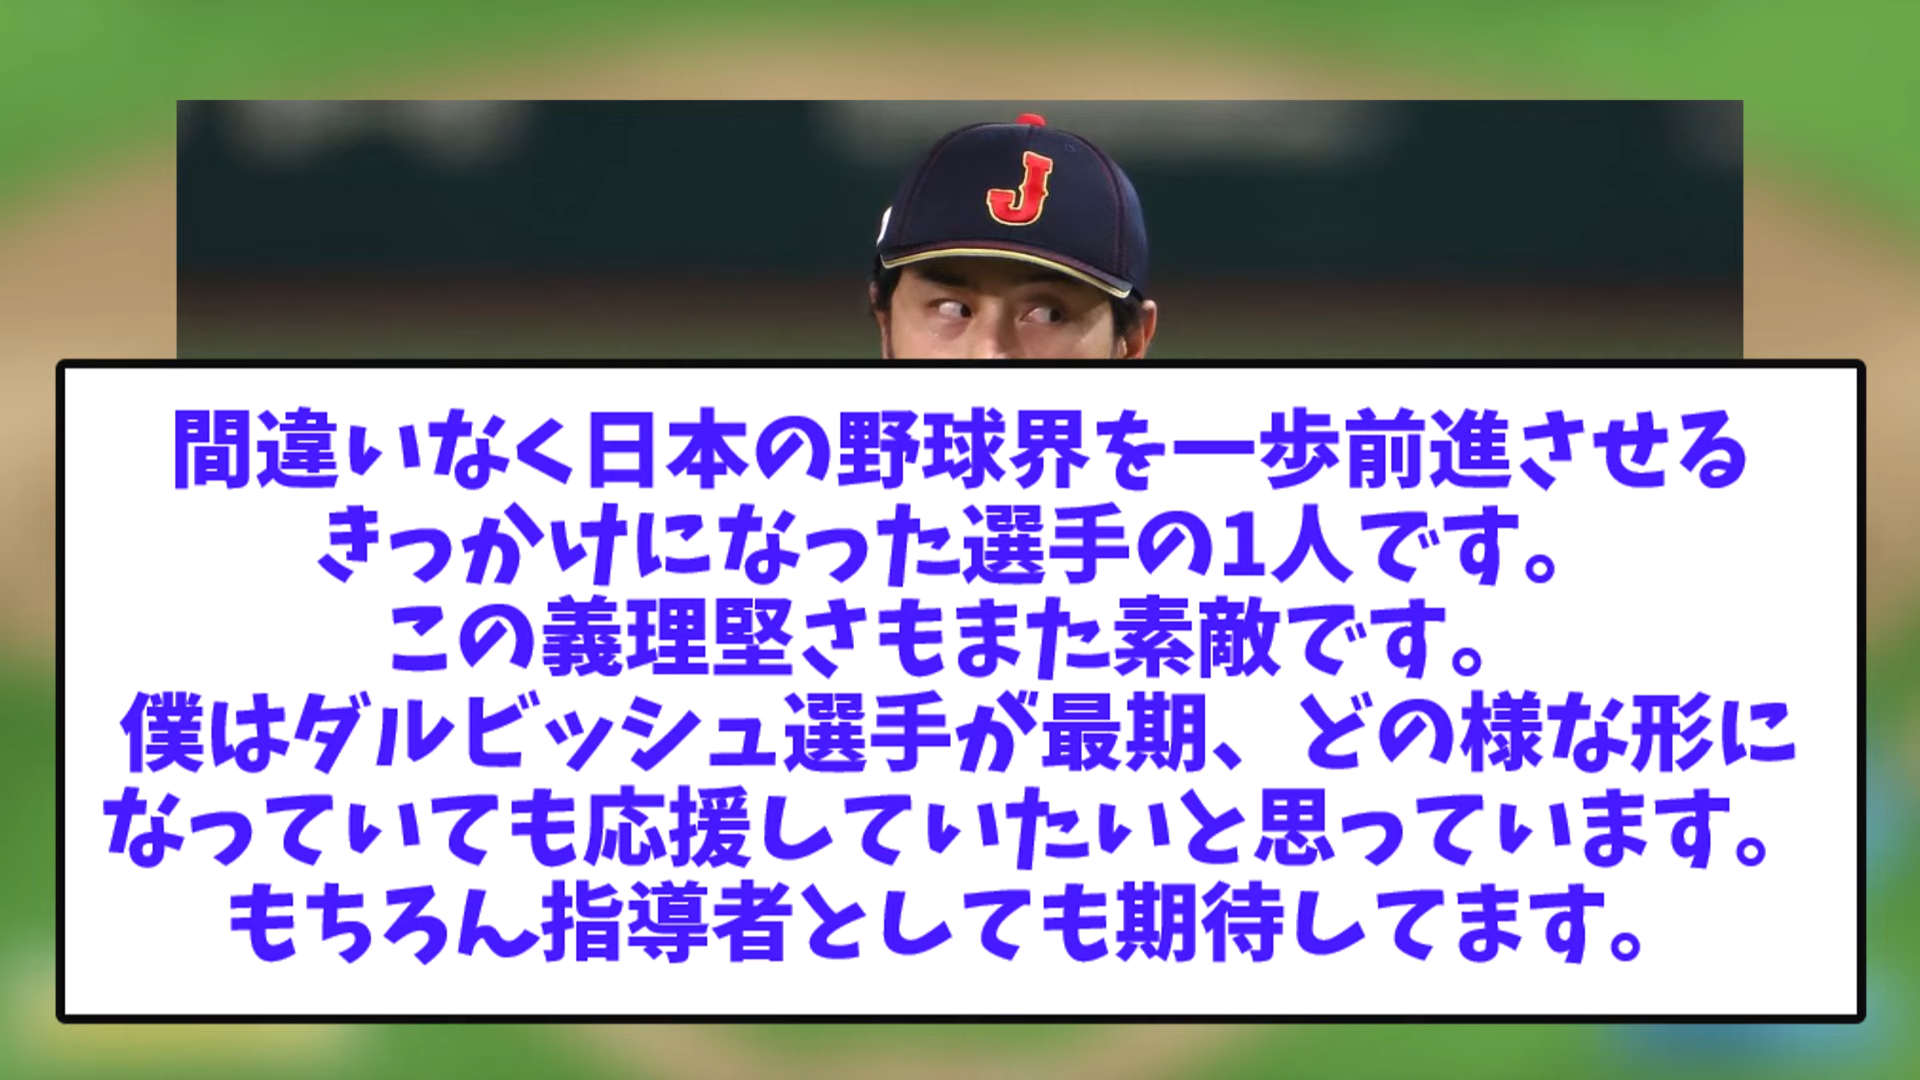 J
間違いなく日本の野球界を一歩前進させる
きっかけになった選手の1人です。
この義理堅さもまた素敵です。
僕はダルビッシュ選手が最期、どの様な形に
なっていても応援していたいと思っています。
もちろん指導者としても期待してます。